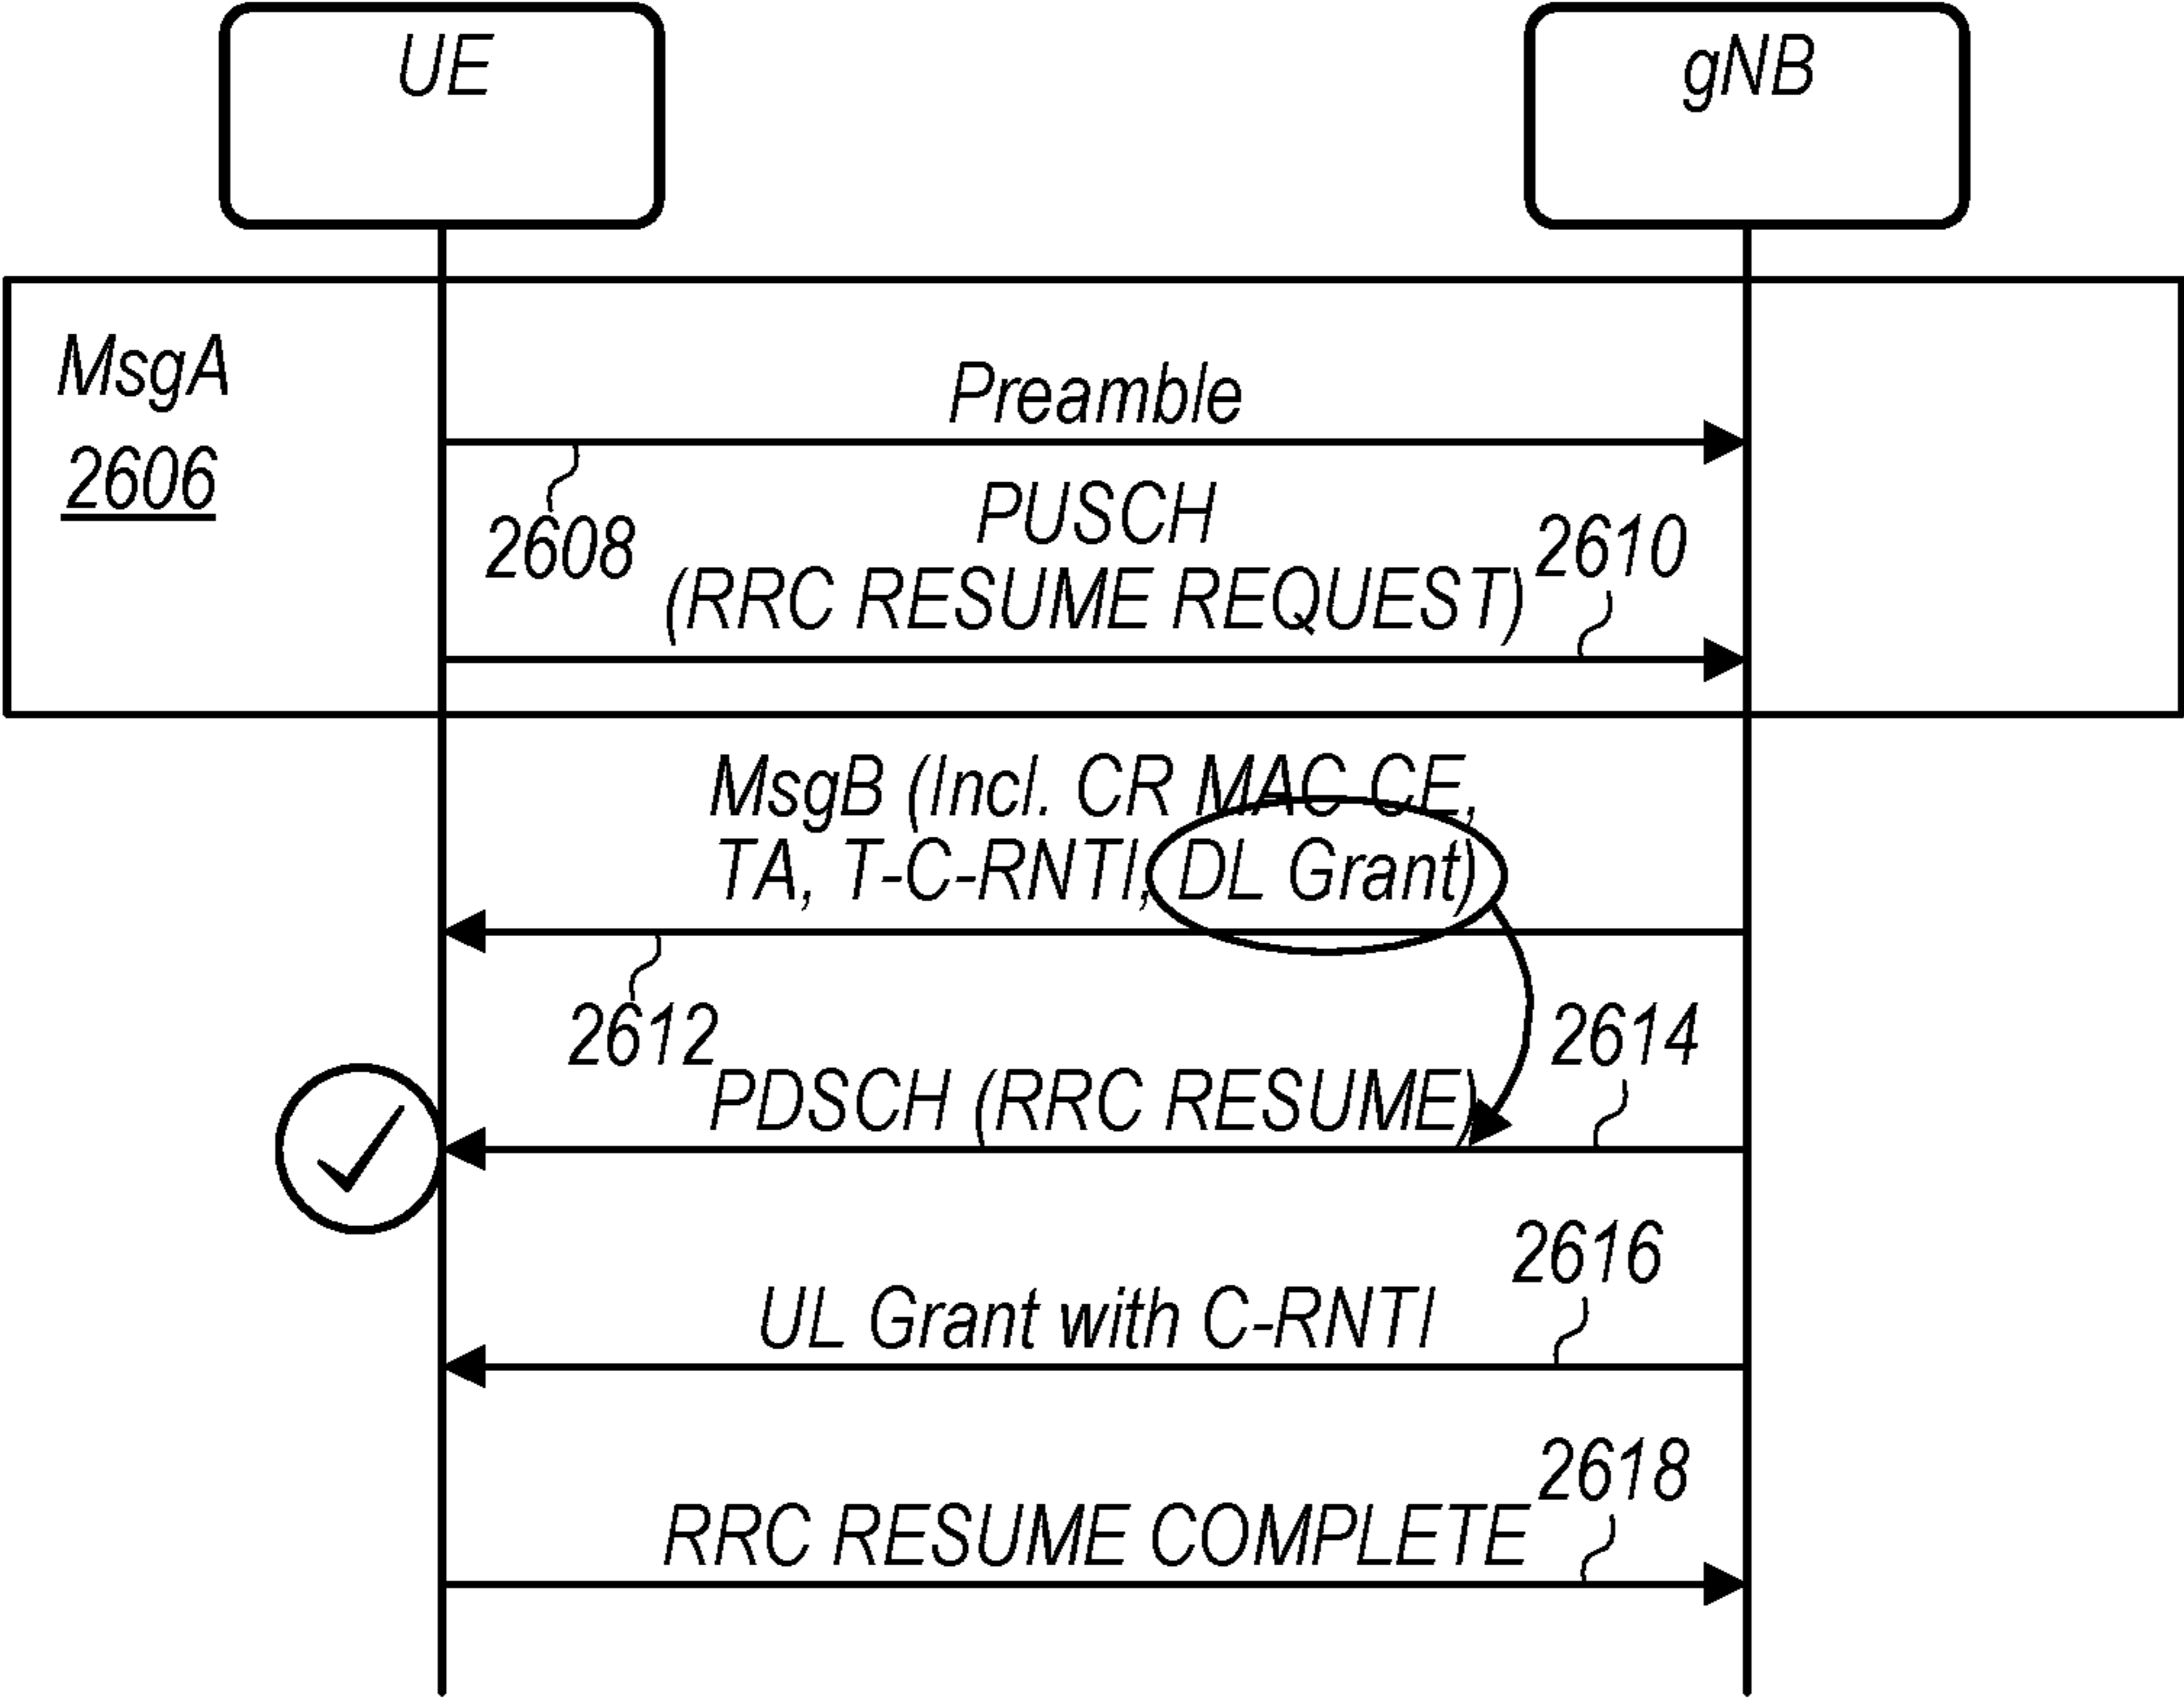 UE
gNB
MsgA
2606
Preamble
2608
PUSCH
(RRC RESUME REQUEST)
2610
MsgB (Incl. CR MAC CE,
TA, T-C-RNTI, DL Grant)
2612
2614
PDSCH (RRC RESUME)
2616
UL Grant with C-RNTI
2618
RRC RESUME COMPLETE